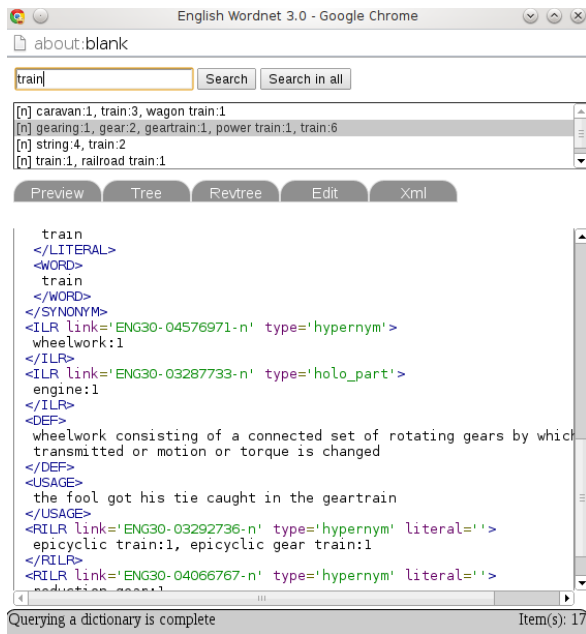 English Wordnet 3.0 - Google Chrome
about:blank
train Search Search in all
[n] caravan:1, train:3, wagon train:1
[n] gearing:1, gear:2, geartrain:1, power train:1, train:6
[n] string:4, train:2
[n] train:1, railroad train:1
Preview Tree Revtree Edit Xml
train
</LITERAL>
<WORD>
train
</WORD>
</SYNONYM>
<ILR link='ENG30-04576971-n' type='hypernym'>
wheelwork:1
</ILR>
<ILR link='ENG30-03287733-n' type='holo_part'>
engine:1
</ILR>
<DEF>
wheelwork consisting of a connected set of rotating gears by which
transmitted or motion or torque is changed
</DEF>
<USAGE>
the fool got his tie caught in the geartrain
</USAGE>
<RILR link='ENG30-03292736-n' type='hypernym' literal=''>
epicyclic train:1, epicyclic gear train:1
</RILR>
<RILR link='ENG30-04066767-n' type='hypernym' literal=''>
reduction gear:1
Querying a dictionary is complete Item(s): 17